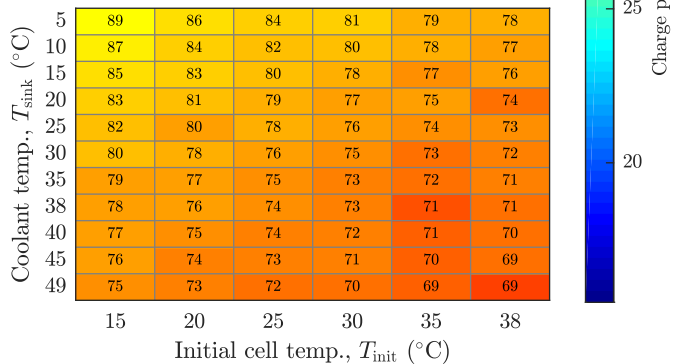 5 89 86 84 81 79 78
10 87 84 82 80 78 77
15 85 83 80 78 77 76
20 83 81 79 77 75 74
25 82 80 78 76 74 73
30 80 78 76 75 73 72
35 79 77 75 73 72 71
38 78 76 74 73 71 71
40 77 75 74 72 71 70
45 76 74 73 71 70 69
49 75 73 72 70 69 69
15 20 25 30 35 38
Initial cell temp., T_init (°C)
Coolant temp., T_sink (°C)
25
20
Charge p